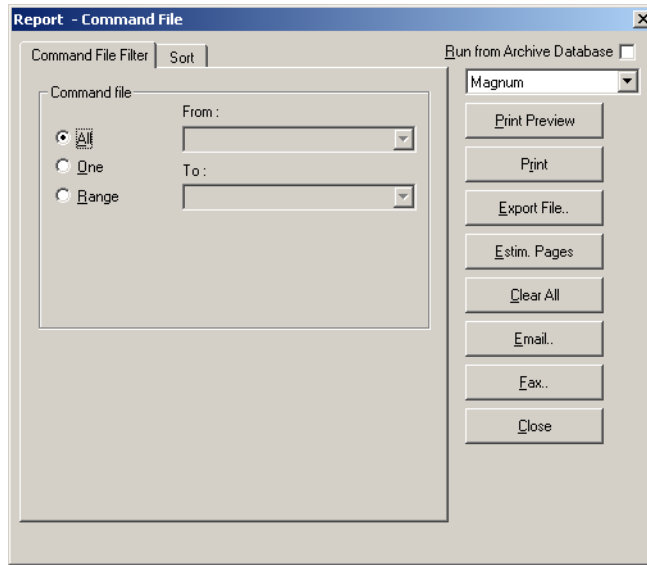 Report - Command File
Command File Filter
Sort
Run from Archive Database
Magnum
Command file
From :
All
One
To :
Range
Print Preview
Print
Export File..
Estim. Pages
Clear All
Email..
Fax..
Close